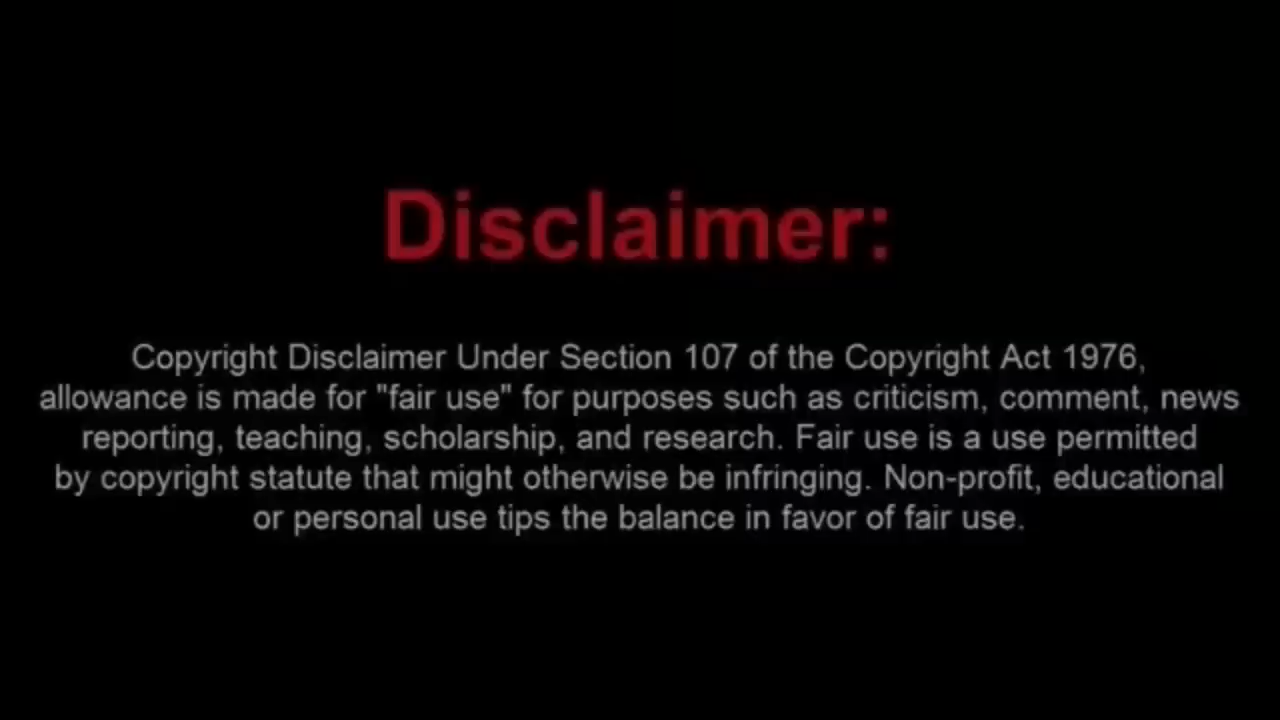 Disclaimer:
Copyright Disclaimer Under Section 107 of the Copyright Act 1976,
allowance is made for "fair use" for purposes such as criticism, comment, news
reporting, teaching, scholarship, and research. Fair use is a use permitted
by copyright statute that might otherwise be infringing. Non-profit, educational
or personal use tips the balance in favor of fair use.